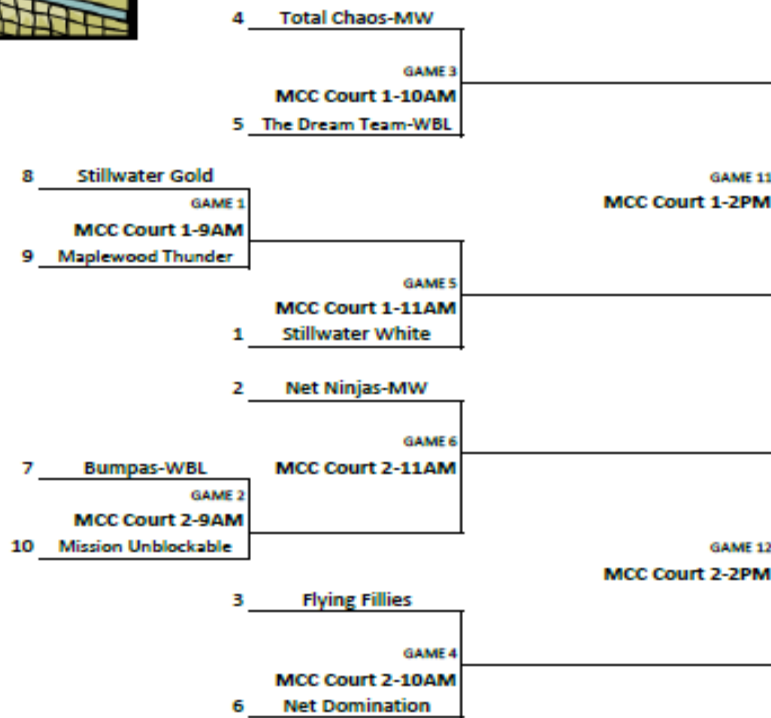 4 Total Chaos-MW
GAME 3
MCC Court 1-10AM
5 The Dream Team-WBL
8 Stillwater Gold
GAME 1
MCC Court 1-9AM
9 Maplewood Thunder
GAME 11
MCC Court 1-2PM
GAME 5
MCC Court 1-11AM
1 Stillwater White
2 Net Ninjas-MW
GAME 6
MCC Court 2-11AM
7 Bumpas-WBL
GAME 2
MCC Court 2-9AM
10 Mission Unblockable
GAME 12
MCC Court 2-2PM
3 Flying Fillies
GAME 4
MCC Court 2-10AM
6 Net Domination